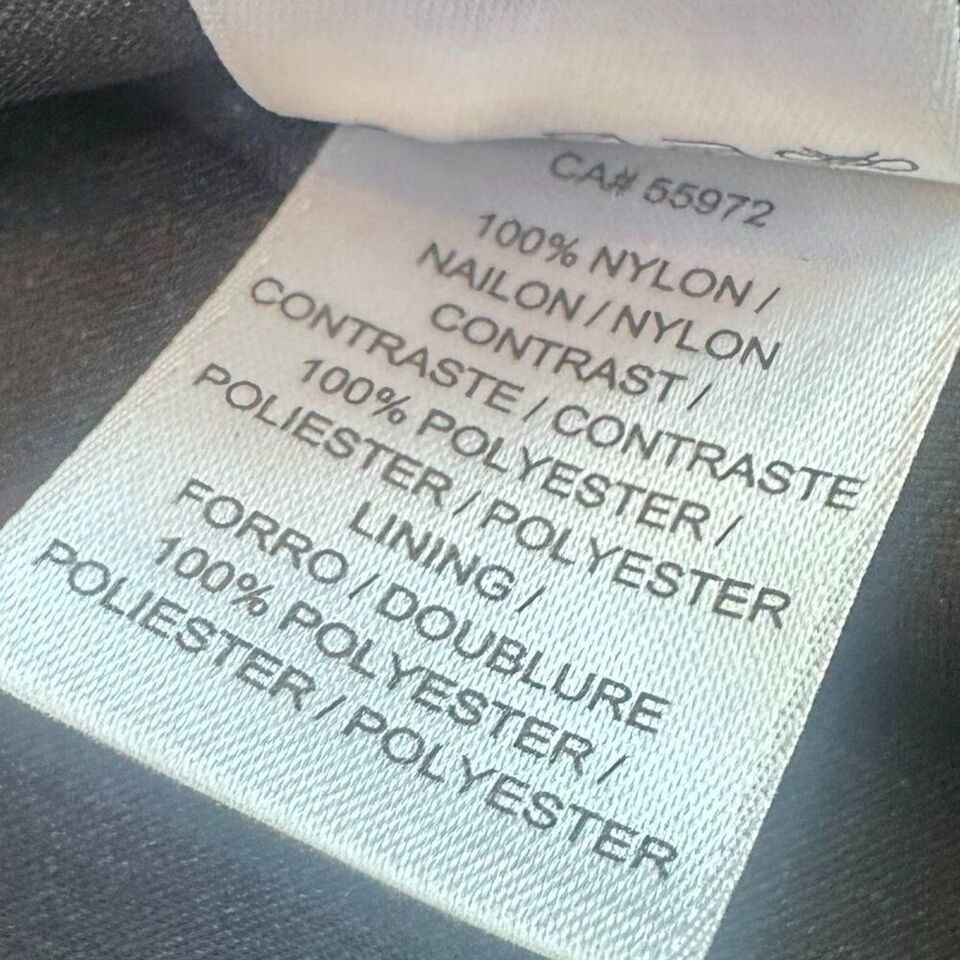 CA# 55972
100% NYLON /
NAILON / NYLON
CONTRAST /
CONTRASTE / CONTRASTE
100% POLYESTER /
POLIESTER / POLYESTER
LINING /
FORRO / DOUBLURE
100% POLYESTER /
POLIESTER / POLYESTER